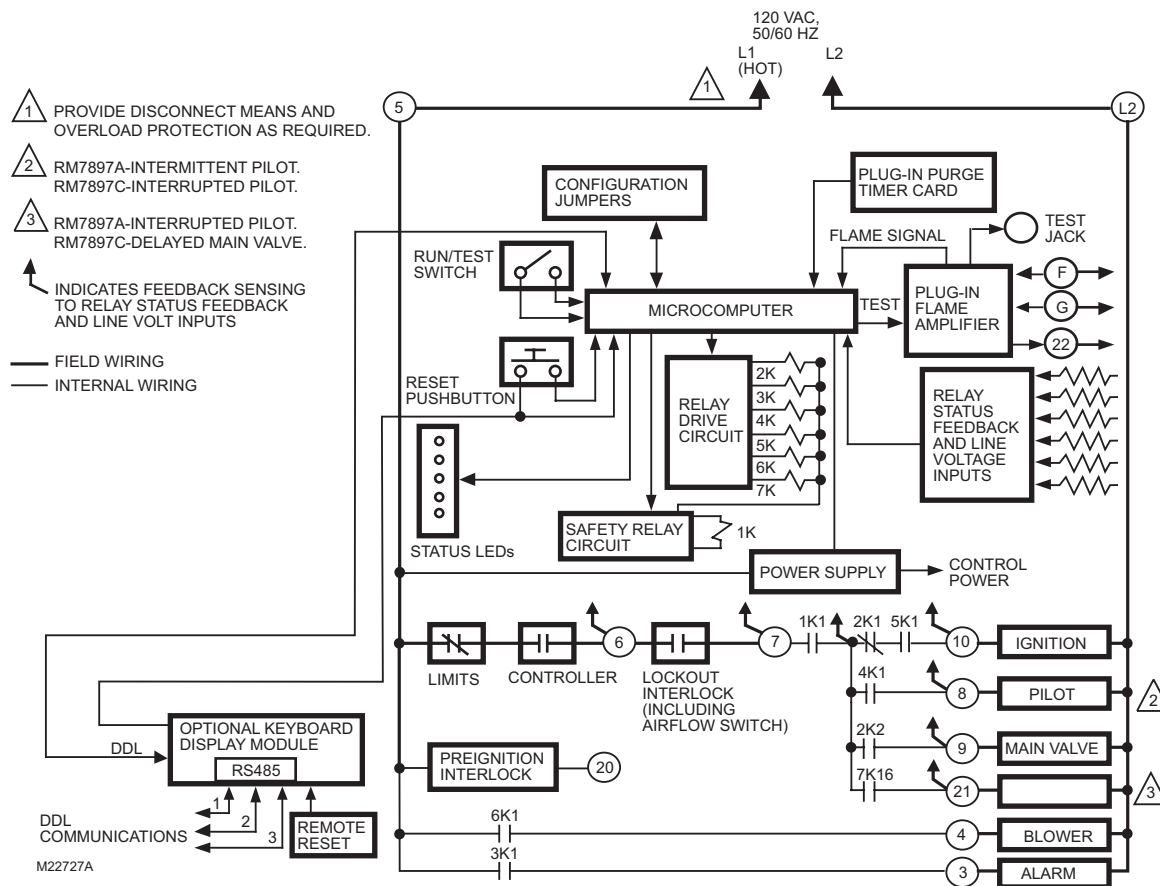 120 VAC,
50/60 HZ
L1
(HOT)
L2
1
5
L2
1 PROVIDE DISCONNECT MEANS AND
OVERLOAD PROTECTION AS REQUIRED.
2 RM7897A-INTERMITTENT PILOT.
RM7897C-INTERRUPTED PILOT.
3 RM7897A-INTERRUPTED PILOT.
RM7897C-DELAYED MAIN VALVE.
INDICATES FEEDBACK SENSING
TO RELAY STATUS FEEDBACK
AND LINE VOLT INPUTS
FIELD WIRING
INTERNAL WIRING
CONFIGURATION
JUMPERS
PLUG-IN PURGE
TIMER CARD
RUN/TEST
SWITCH
FLAME SIGNAL
TEST
JACK
MICROCOMPUTER
TEST
PLUG-IN
FLAME
AMPLIFIER
F
G
22
RESET
PUSHBUTTON
RELAY
DRIVE
CIRCUIT
2K
3K
4K
5K
6K
7K
RELAY
STATUS
FEEDBACK
AND LINE
VOLTAGE
INPUTS
STATUS LEDs
SAFETY RELAY
CIRCUIT
1K
POWER SUPPLY
CONTROL
POWER
LIMITS
CONTROLLER
6
LOCKOUT
INTERLOCK
(INCLUDING
AIRFLOW SWITCH)
7
1K1
2K1
5K1
10
IGNITION
4K1
8
PILOT
2
2K2
9
MAIN VALVE
7K16
21
3
PREIGNITION
INTERLOCK
20
6K1
4
BLOWER
3K1
3
ALARM
OPTIONAL KEYBOARD
DISPLAY MODULE
DDL
RS485
1
2
3
DDL
COMMUNICATIONS
REMOTE
RESET
M22727A